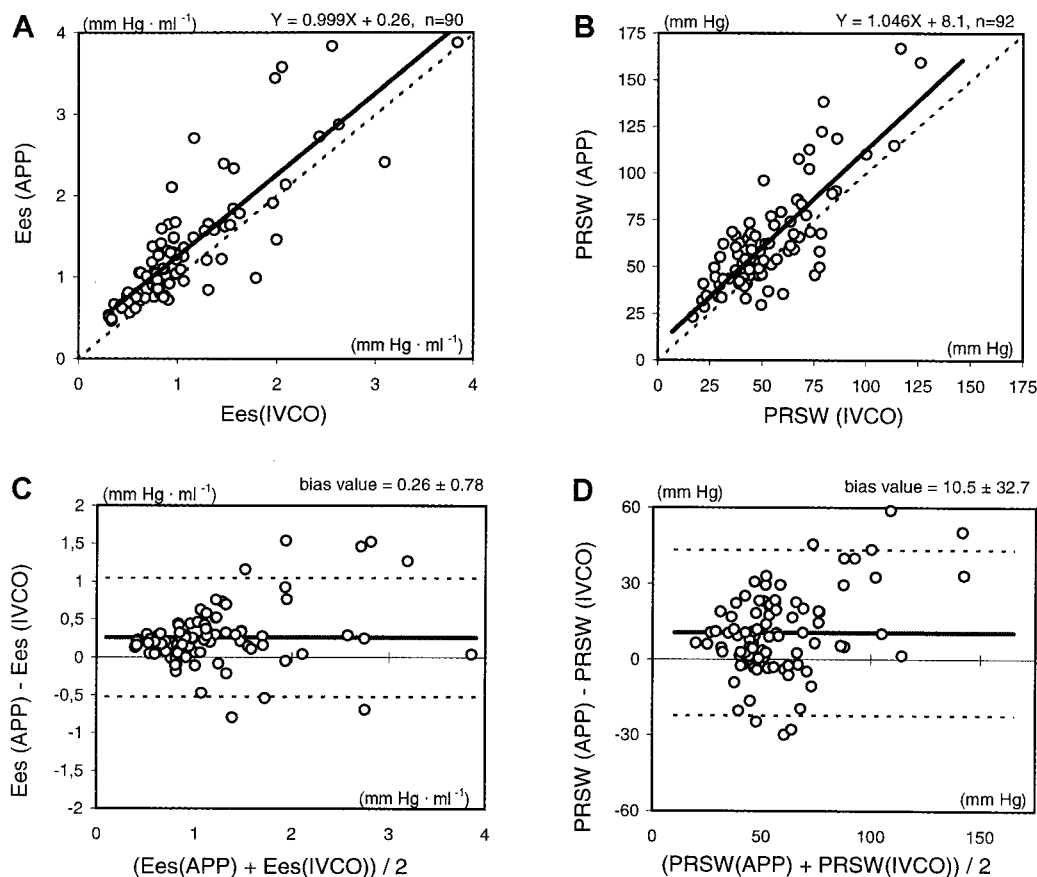 A
(mm Hg · ml -1)
Y = 0.999X + 0.26, n=90
4
3
2
1
0
Ees (APP)
(mm Hg · ml -1)
0 1 2 3 4
Ees(IVCO)
B
(mm Hg)
Y = 1.046X + 8.1, n=92
175
150
125
100
75
50
25
0
PRSW (APP)
(mm Hg)
0 25 50 75 100 125 150 175
PRSW (IVCO)
C
(mm Hg · ml -1)
bias value = 0.26 ± 0.78
2
1,5
1
0,5
0
-0,5
-1
-1,5
-2
Ees (APP) - Ees (IVCO)
(mm Hg · ml -1)
0 1 2 3 4
(Ees(APP) + Ees(IVCO)) / 2
D
(mm Hg)
bias value = 10.5 ± 32.7
60
30
0
-30
-60
PRSW (APP) - PRSW (IVCO)
(mm Hg)
0 50 100 150
(PRSW(APP) + PRSW(IVCO)) / 2